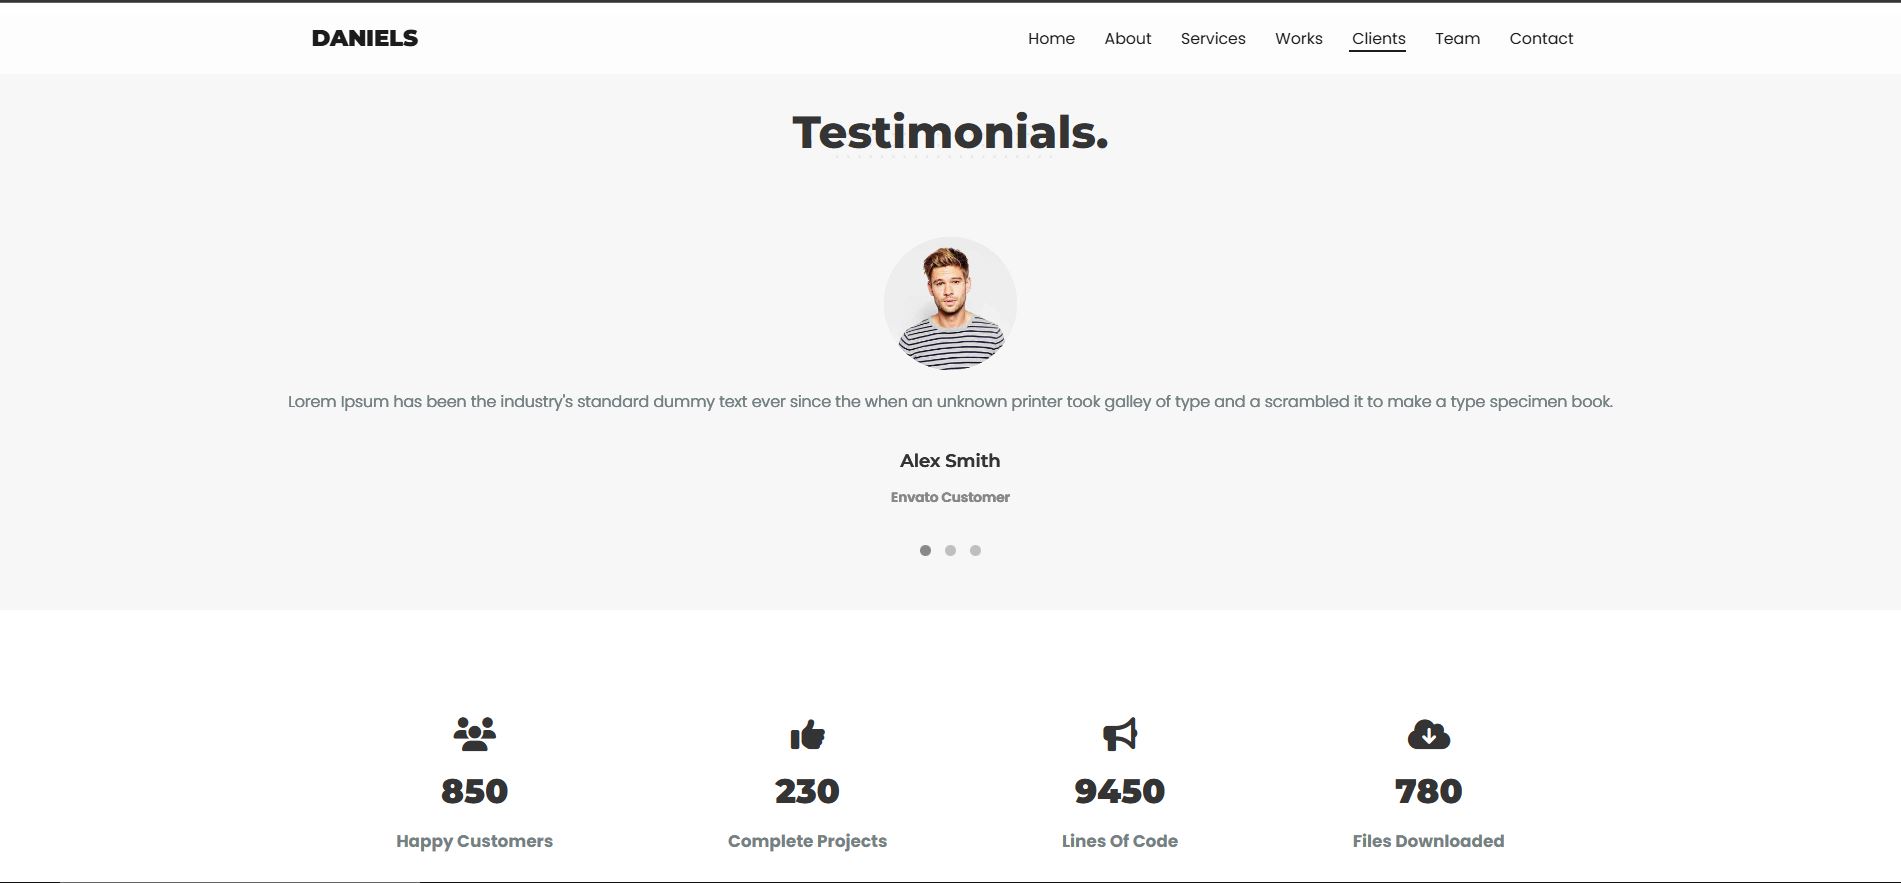 DANIELS
Home About Services Works Clients Team Contact
Testimonials.
Lorem Ipsum has been the industry's standard dummy text ever since the when an unknown printer took galley of type and a scrambled it to make a type specimen book.
Alex Smith
Envato Customer
850 230 9450 780
Happy Customers Complete Projects Lines Of Code Files Downloaded